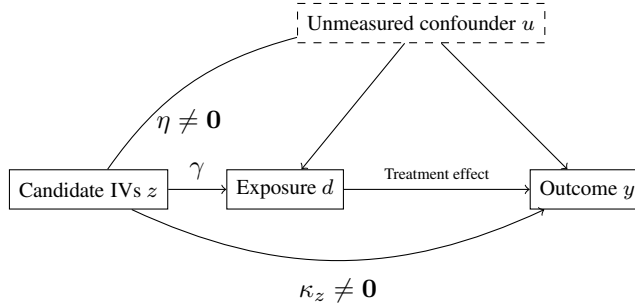 Unmeasured confounder u
η ≠ 0
γ
Candidate IVs z
Exposure d
Treatment effect
Outcome y
κ_z ≠ 0